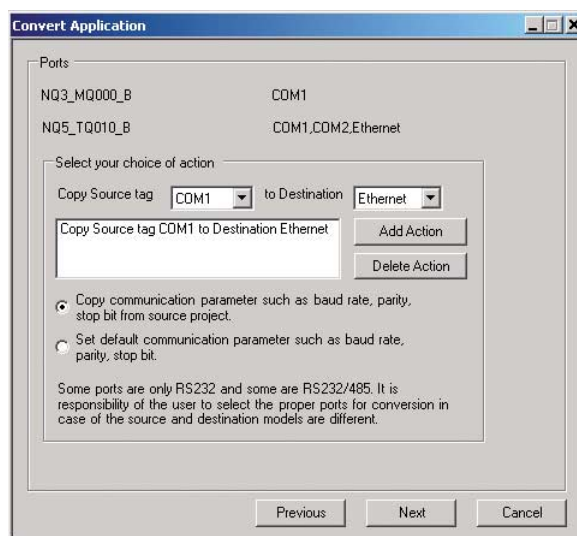 Convert Application
Ports
NQ3_MQ000_B COM1
NQ5_TQ010_B COM1,COM2,Ethernet
Select your choice of action
Copy Source tag COM1 to Destination Ethernet
Copy Source tag COM1 to Destination Ethernet
Add Action
Delete Action
Copy communication parameter such as baud rate, parity,
stop bit from source project.
Set default communication parameter such as baud rate,
parity, stop bit.
Some ports are only RS232 and some are RS232/485. It is
responsibility of the user to select the proper ports for conversion in
case of the source and destination models are different.
Previous Next Cancel